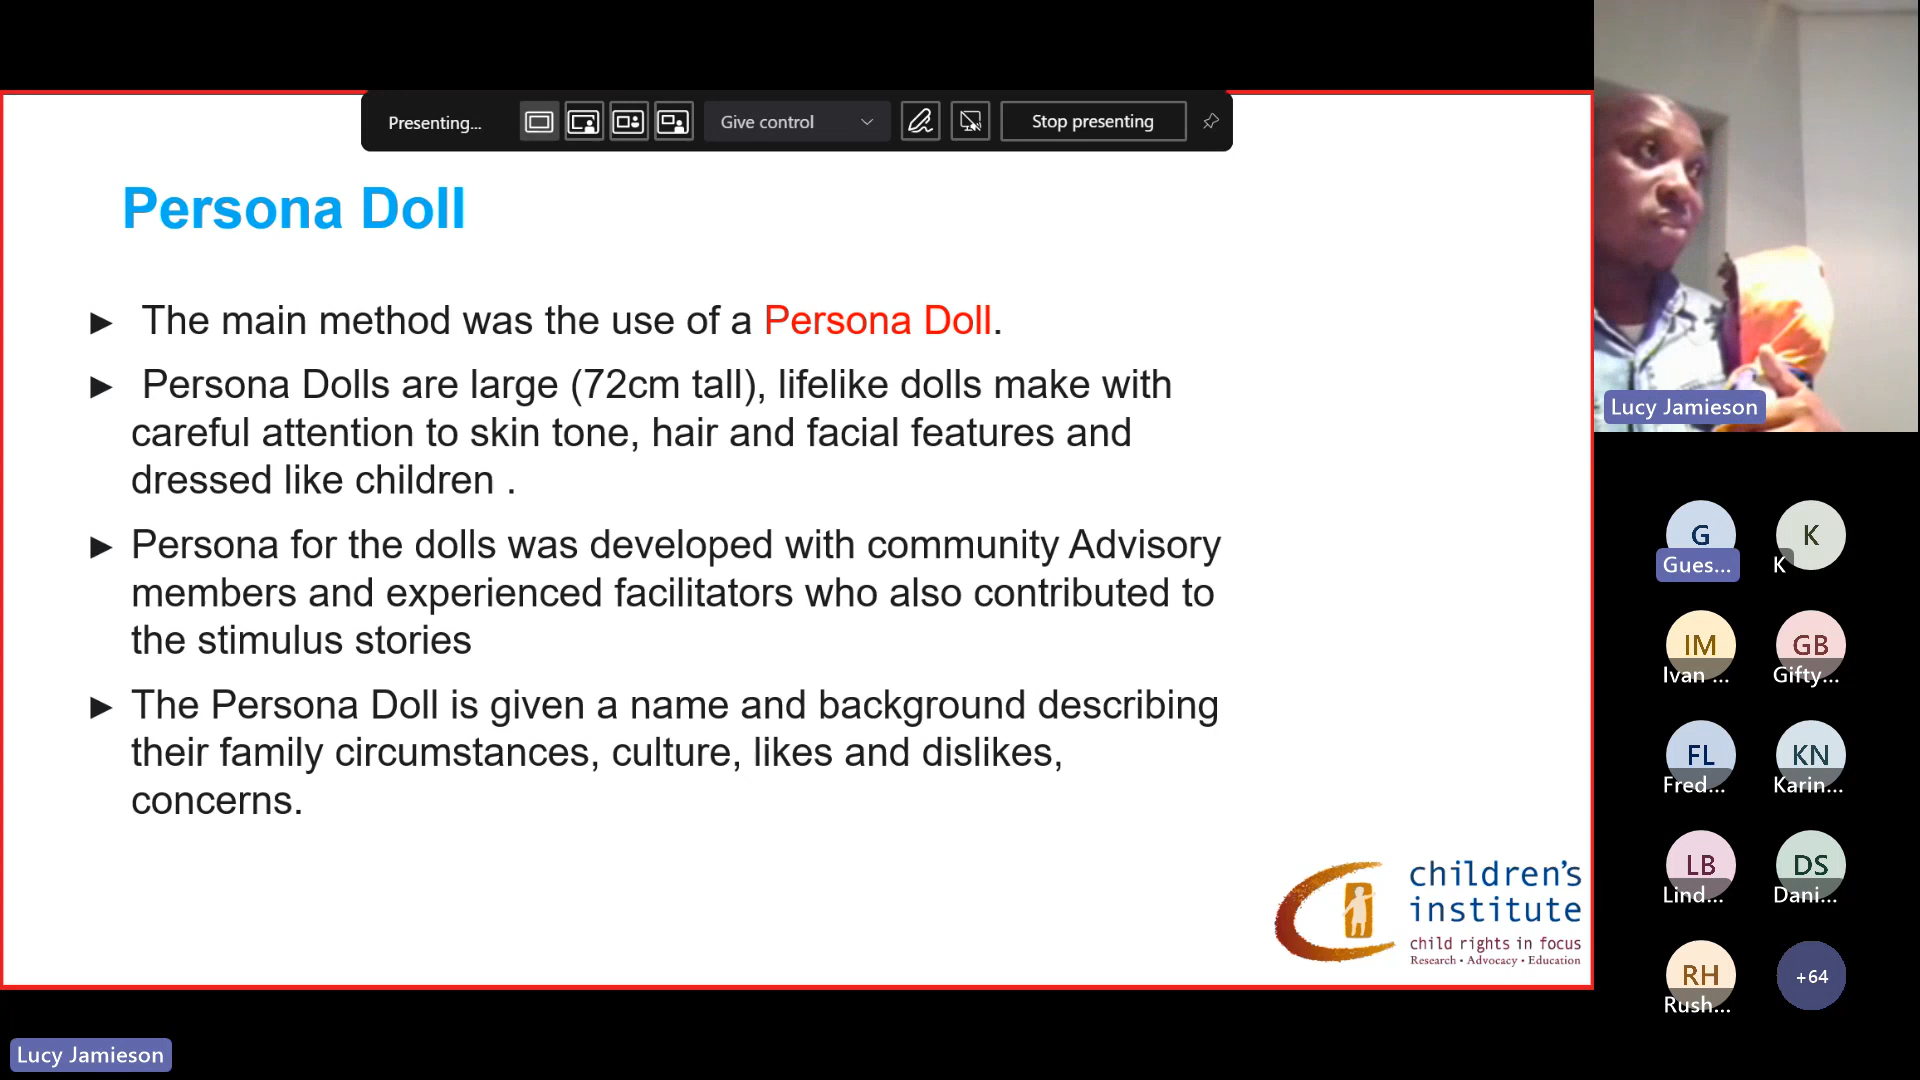 Presenting...
Give control
Stop presenting
Persona Doll
► The main method was the use of a Persona Doll.
► Persona Dolls are large (72cm tall), lifelike dolls make with
careful attention to skin tone, hair and facial features and
dressed like children .
► Persona for the dolls was developed with community Advisory
members and experienced facilitators who also contributed to
the stimulus stories
► The Persona Doll is given a name and background describing
their family circumstances, culture, likes and dislikes,
concerns.
children's
institute
child rights in focus
Research • Advocacy • Education
Lucy Jamieson
Lucy Jamieson
G
Gues...
K
K
IM
Ivan ...
GB
Gifty...
FL
Fred...
KN
Karin...
LB
Lind...
DS
Dani...
RH
Rush...
+64